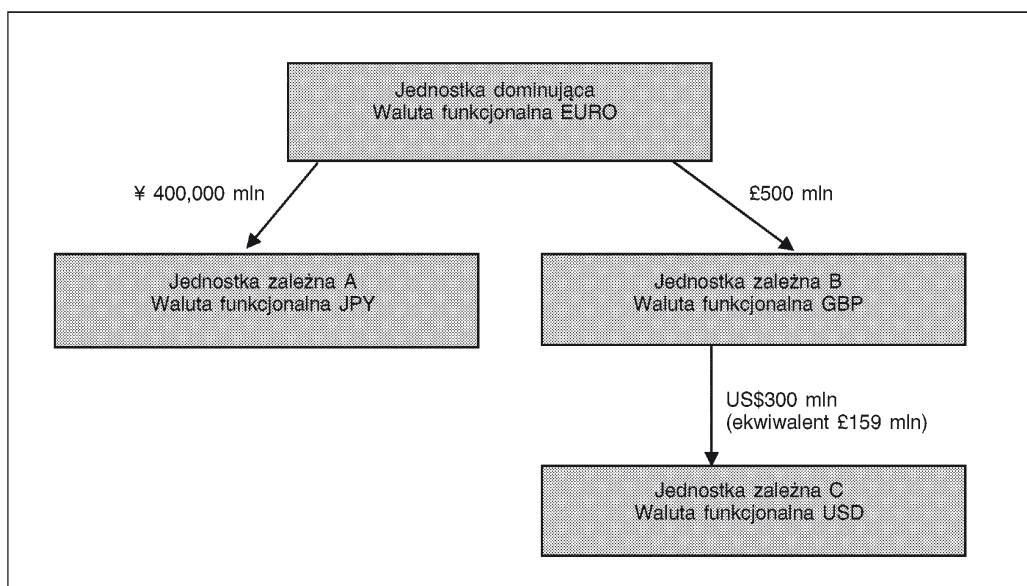 Jednostka dominująca
Waluta funkcjonalna EURO
¥ 400,000 mln
£500 mln
Jednostka zależna A
Waluta funkcjonalna JPY
Jednostka zależna B
Waluta funkcjonalna GBP
US$300 mln
(ekwiwalent £159 mln)
Jednostka zależna C
Waluta funkcjonalna USD